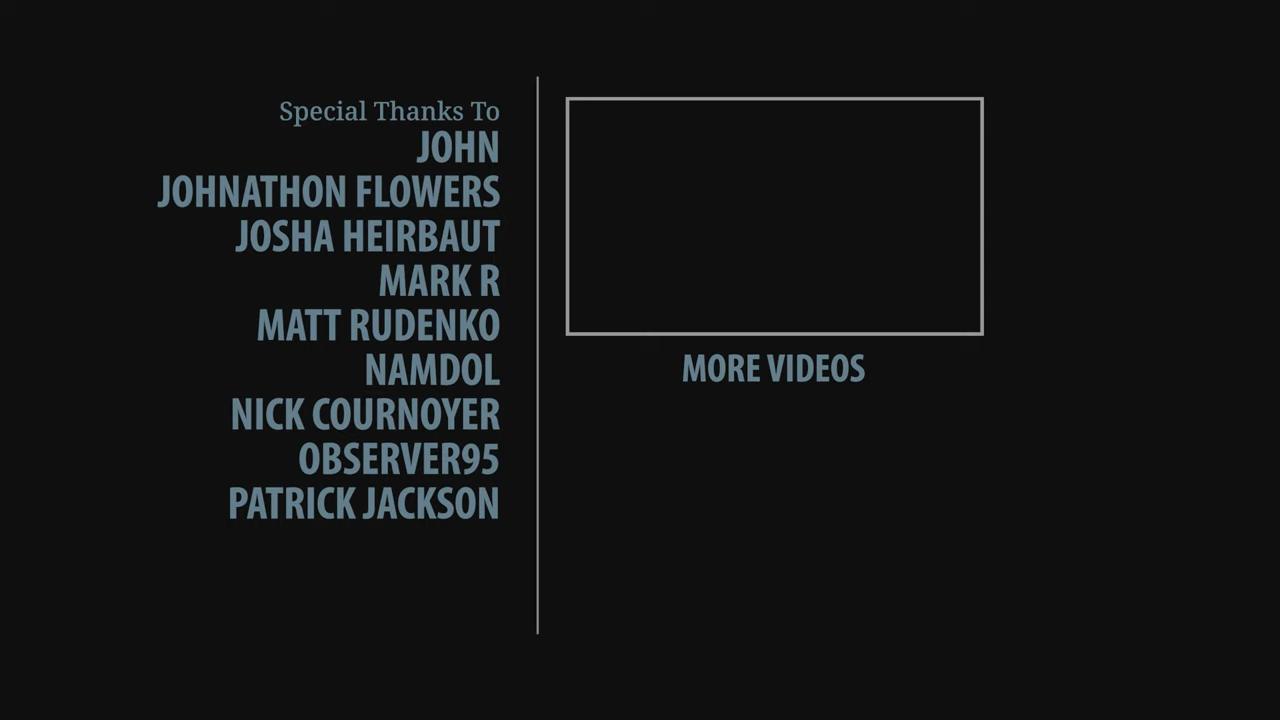 Special Thanks To
JOHN
JOHNATHON FLOWERS
JOSHA HEIRBAUT
MARK R
MATT RUDENKO
NAMDOL
NICK COURNOYER
OBSERVER95
PATRICK JACKSON
MORE VIDEOS